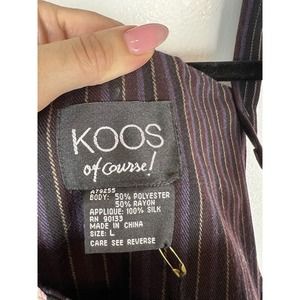 KOOS
of course!
A79255
BODY: 50% POLYESTER
50% RAYON
APPLIQUE: 100% SILK
RN 90133
MADE IN CHINA
SIZE: L
CARE SEE REVERSE